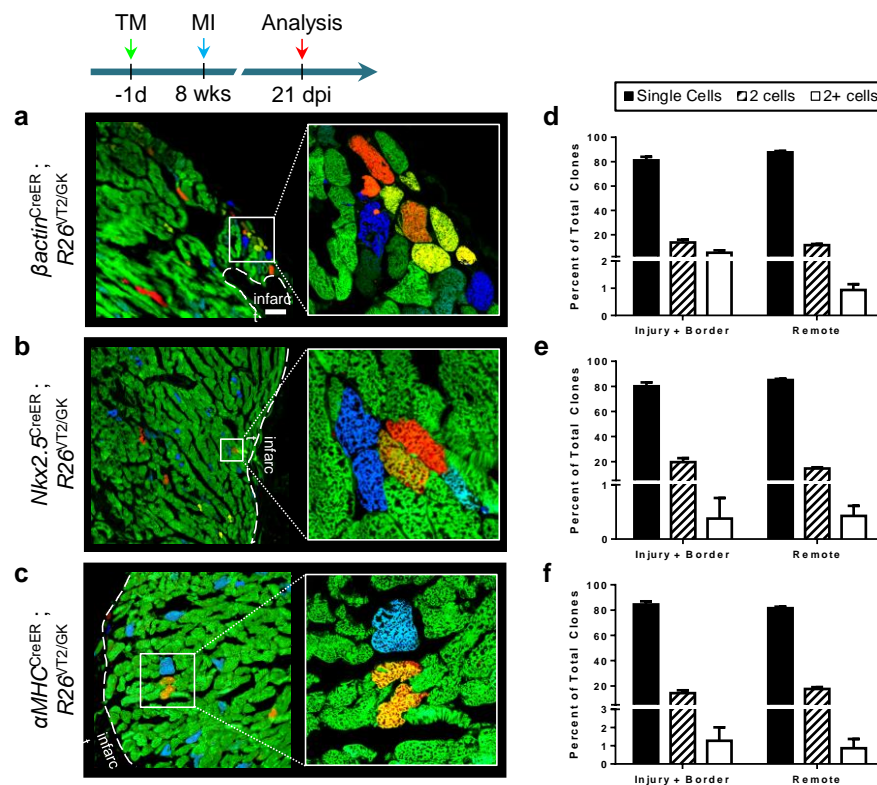 TM MI Analysis
-1d 8 wks 21 dpi
a
βactinCreER ;
R26VT2/GK
infarc
t
b
Nkx2.5CreER ;
R26VT2/GK
infarc
t
c
αMHCCreER ;
R26VT2/GK
infarc
t
Single Cells 2 cells 2+ cells
d
Percent of Total Clones
100
80
60
40
20
2
1
0
Injury + Border Remote
e
Percent of Total Clones
100
80
60
40
20
1
0
Injury + Border Remote
f
Percent of Total Clones
100
80
60
40
20
3
2
1
0
Injury + Border Remote